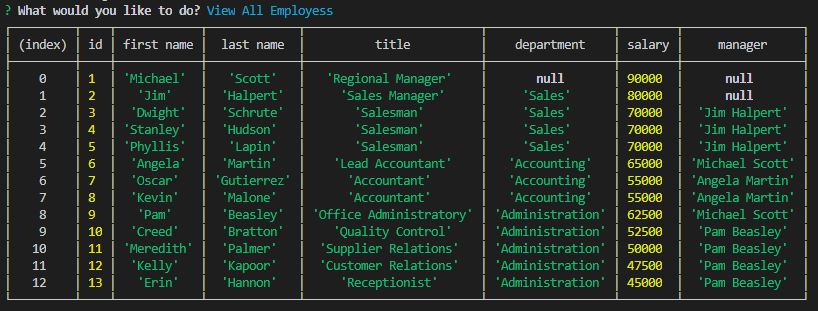 ? What would you like to do? View All Employess
(index) id first name last name title department salary manager
0 1 'Michael' 'Scott' 'Regional Manager' null 90000 null
1 2 'Jim' 'Halpert' 'Sales Manager' 'Sales' 80000 null
2 3 'Dwight' 'Schrute' 'Salesman' 'Sales' 70000 'Jim Halpert'
3 4 'Stanley' 'Hudson' 'Salesman' 'Sales' 70000 'Jim Halpert'
4 5 'Phyllis' 'Lapin' 'Salesman' 'Sales' 70000 'Jim Halpert'
5 6 'Angela' 'Martin' 'Lead Accountant' 'Accounting' 65000 'Michael Scott'
6 7 'Oscar' 'Gutierrez' 'Accountant' 'Accounting' 55000 'Angela Martin'
7 8 'Kevin' 'Malone' 'Accountant' 'Accounting' 55000 'Angela Martin'
8 9 'Pam' 'Beasley' 'Office Administratory' 'Administration' 62500 'Michael Scott'
9 10 'Creed' 'Bratton' 'Quality Control' 'Administration' 52500 'Pam Beasley'
10 11 'Meredith' 'Palmer' 'Supplier Relations' 'Administration' 50000 'Pam Beasley'
11 12 'Kelly' 'Kapoor' 'Customer Relations' 'Administration' 47500 'Pam Beasley'
12 13 'Erin' 'Hannon' 'Receptionist' 'Administration' 45000 'Pam Beasley'